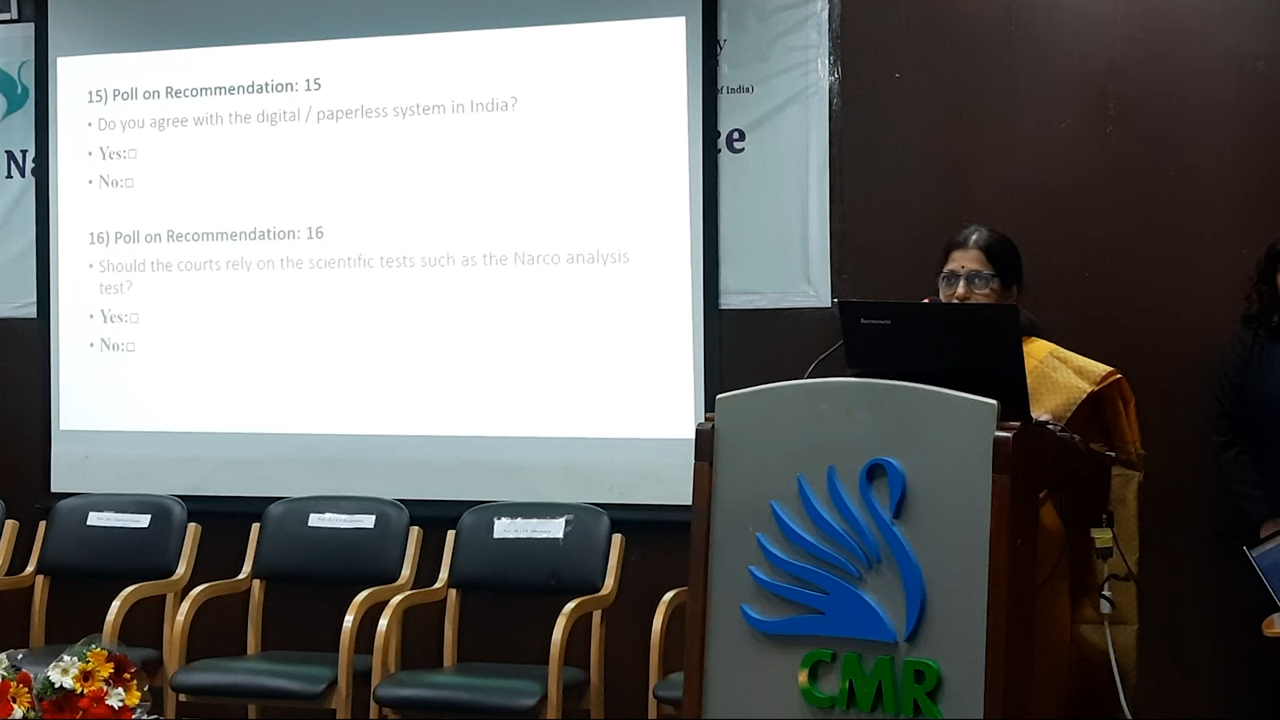 15) Poll on Recommendation: 15
• Do you agree with the digital / paperless system in India?
• Yes:□
• No:□
16) Poll on Recommendation: 16
• Should the courts rely on the scientific tests such as the Narco analysis
test?
• Yes:□
• No:□
of India)
lenovo
CMR